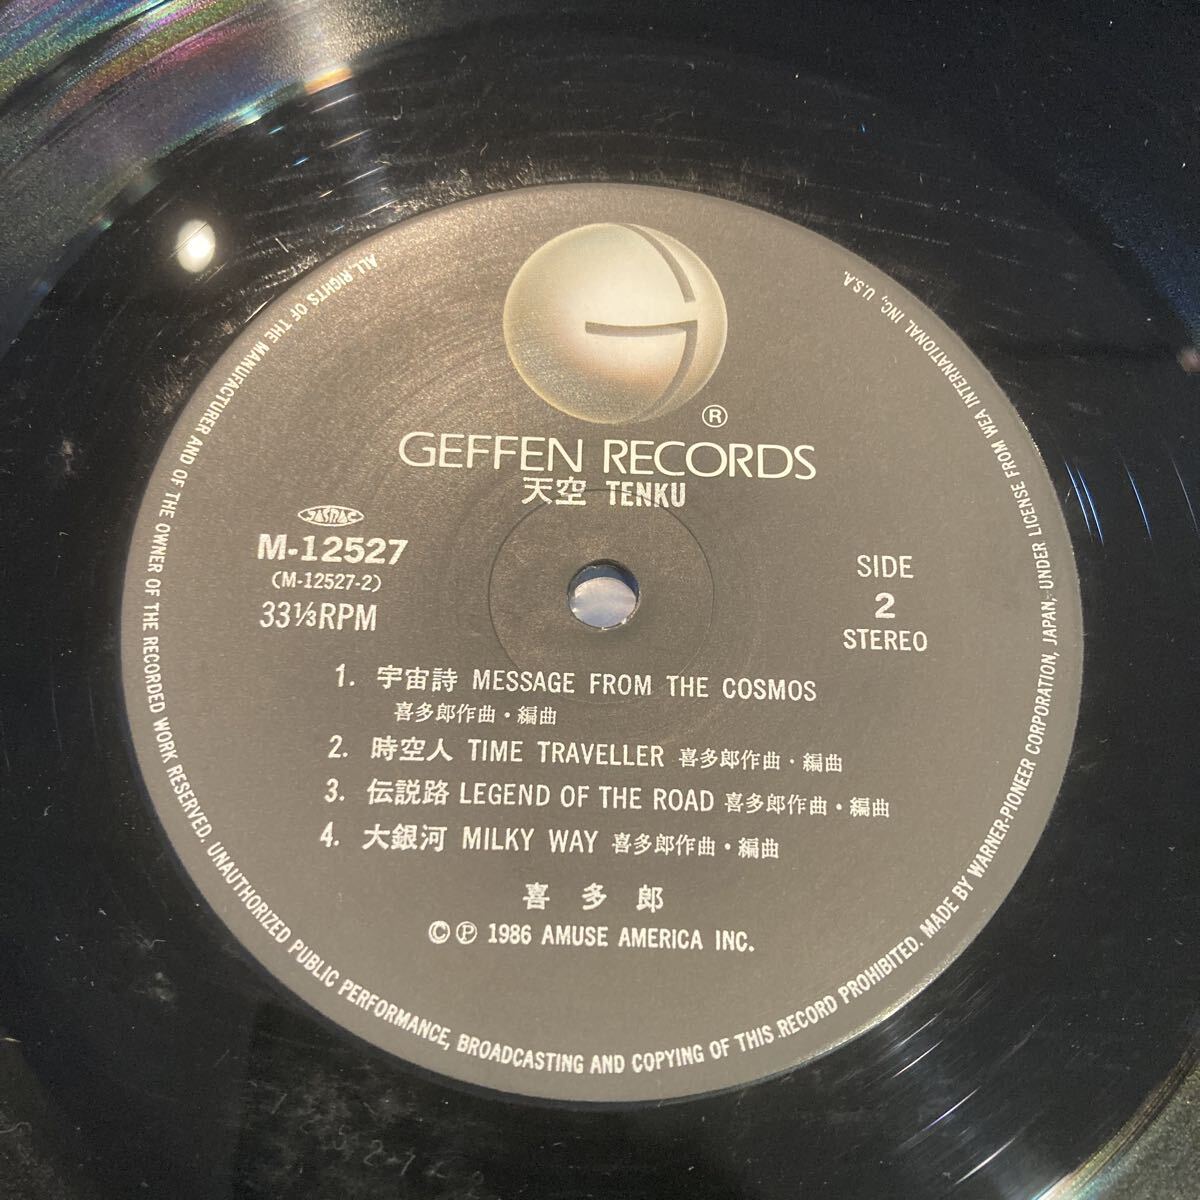 GEFFEN RECORDS
®
天空 TENKU
JASRAC
M-12527
(M-12527-2)
33⅓RPM
SIDE
2
STEREO
1. 宇宙詩 MESSAGE FROM THE COSMOS
喜多郎作曲・編曲
2. 時空人 TIME TRAVELLER 喜多郎作曲・編曲
3. 伝説路 LEGEND OF THE ROAD 喜多郎作曲・編曲
4. 大銀河 MILKY WAY 喜多郎作曲・編曲
喜多郎
©℗ 1986 AMUSE AMERICA INC.
ALL RIGHTS OF THE MANUFACTURER AND OF THE OWNER OF THE RECORDED WORK RESERVED. UNAUTHORIZED PUBLIC PERFORMANCE, BROADCASTING AND COPYING OF THIS RECORD PROHIBITED. MADE BY WARNER-PIONEER CORPORATION, JAPAN, UNDER LICENSE FROM WEA INTERNATIONAL INC., U.S.A.